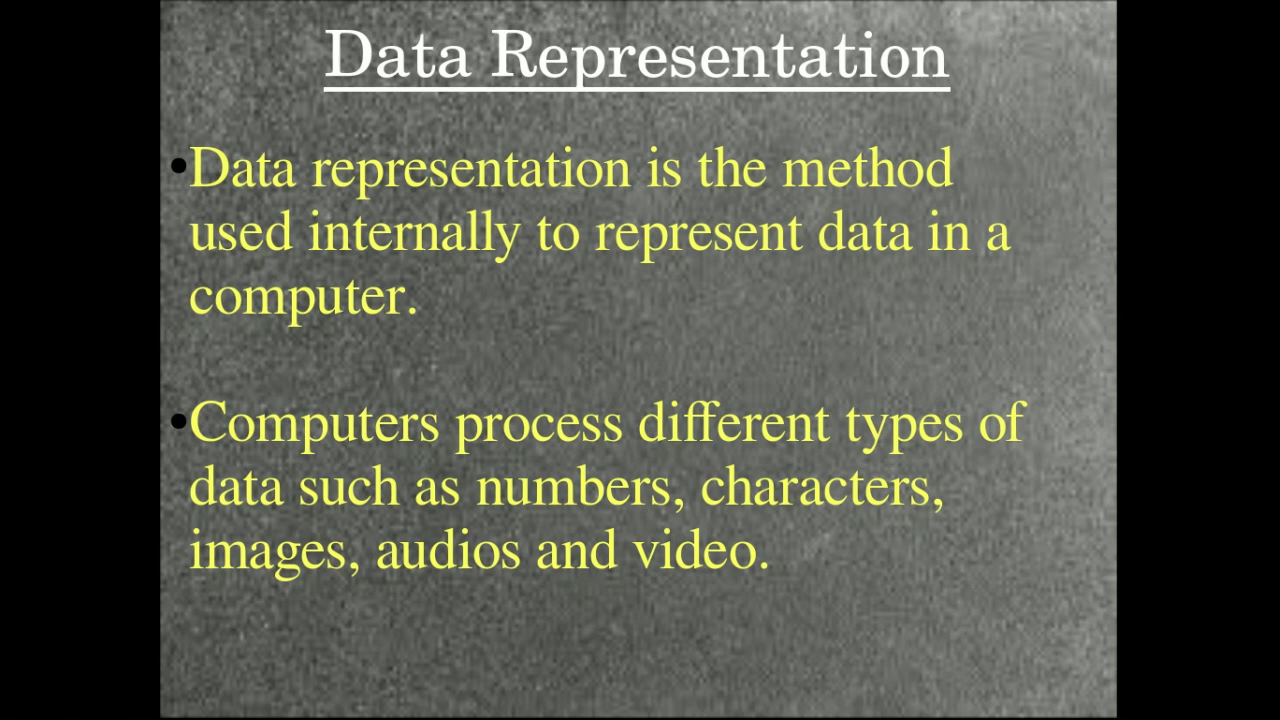 Data Representation
•Data representation is the method
used internally to represent data in a
computer.
•Computers process different types of
data such as numbers, characters,
images, audios and video.